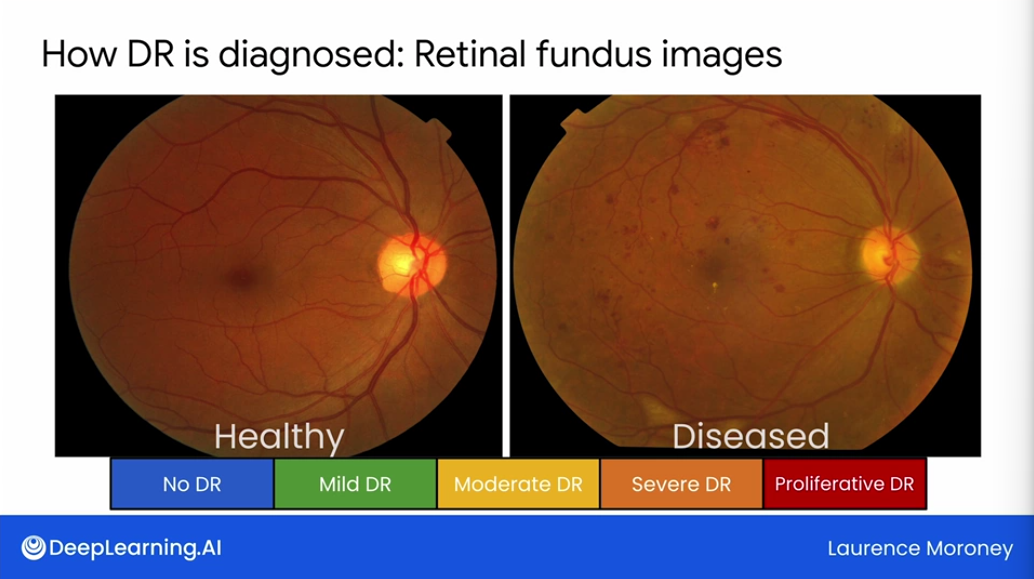 How DR is diagnosed: Retinal fundus images
Healthy
Diseased
No DR
Mild DR
Moderate DR
Severe DR
Proliferative DR
DeepLearning.AI
Laurence Moroney